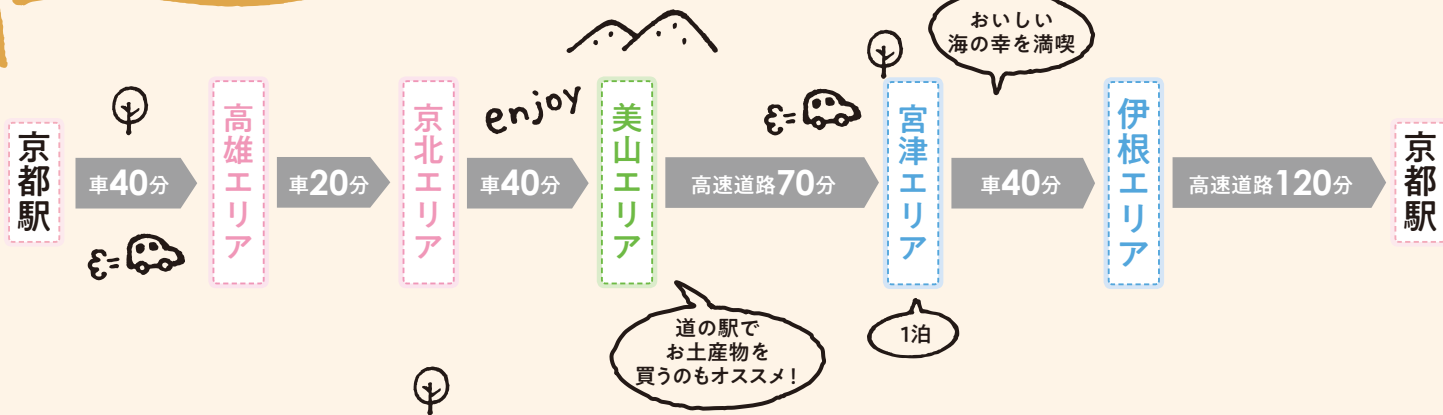 京都駅
車40分
高雄エリア
車20分
京北エリア
enjoy
車40分
美山エリア
道の駅で
お土産物を
買うのもオススメ！
高速道路70分
宮津エリア
1泊
おいしい
海の幸を満喫
車40分
伊根エリア
高速道路120分
京都駅